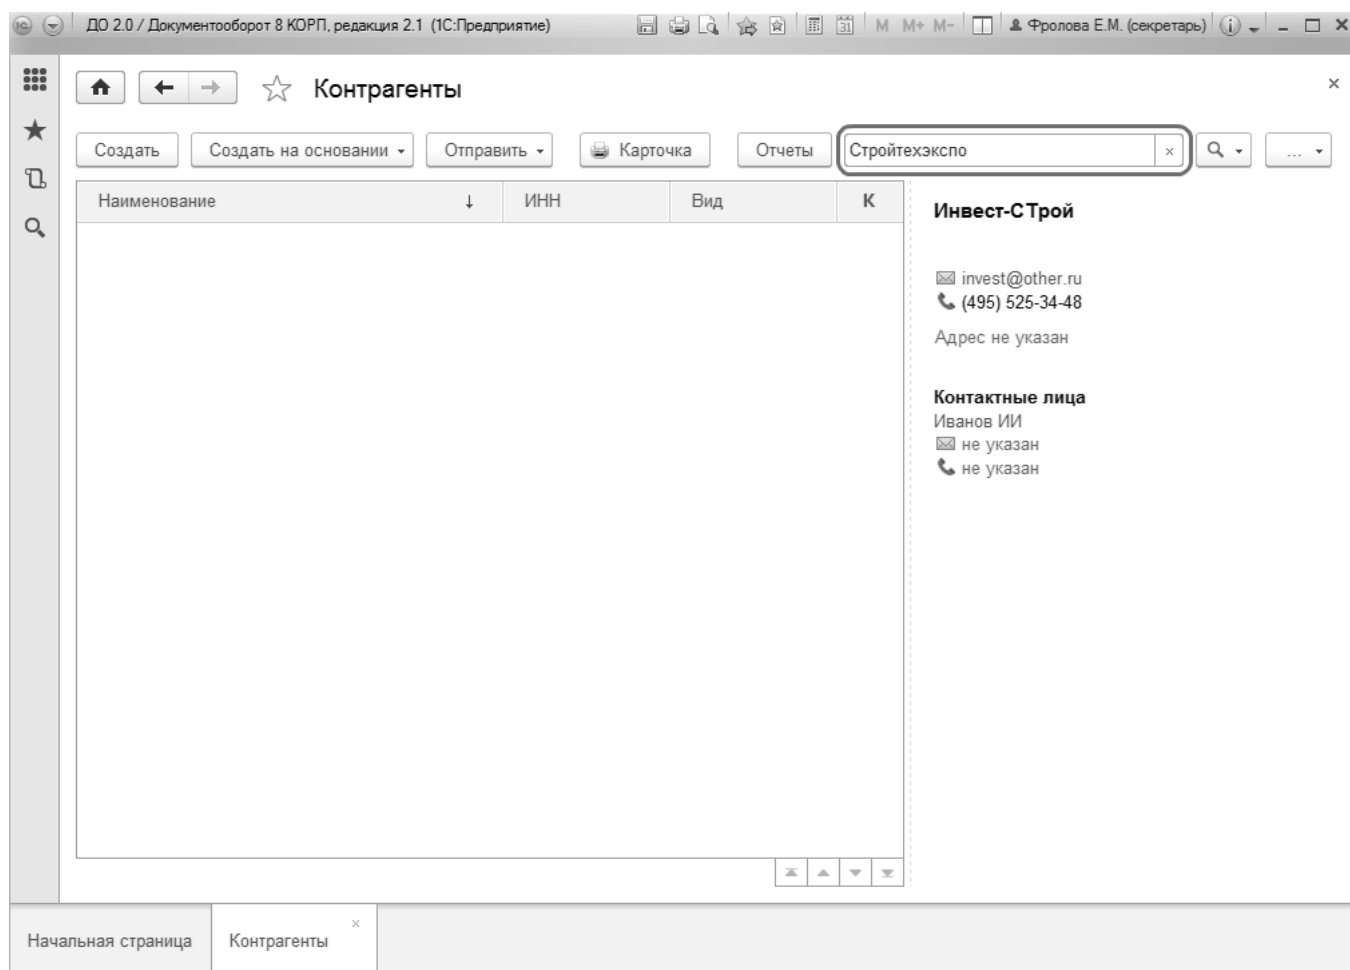 ДО 2.0 / Документооборот 8 КОРП, редакция 2.1 (1С:Предприятие) 31 M M+ M- Фролова Е.М. (секретарь)
Контрагенты
Создать Создать на основании Отправить Карточка Отчеты Стройтехэкспо ...
Наименование ИНН Вид К
Инвест-СТрой
invest@other.ru
(495) 525-34-48
Адрес не указан
Контактные лица
Иванов ИИ
не указан
не указан
Начальная страница Контрагенты